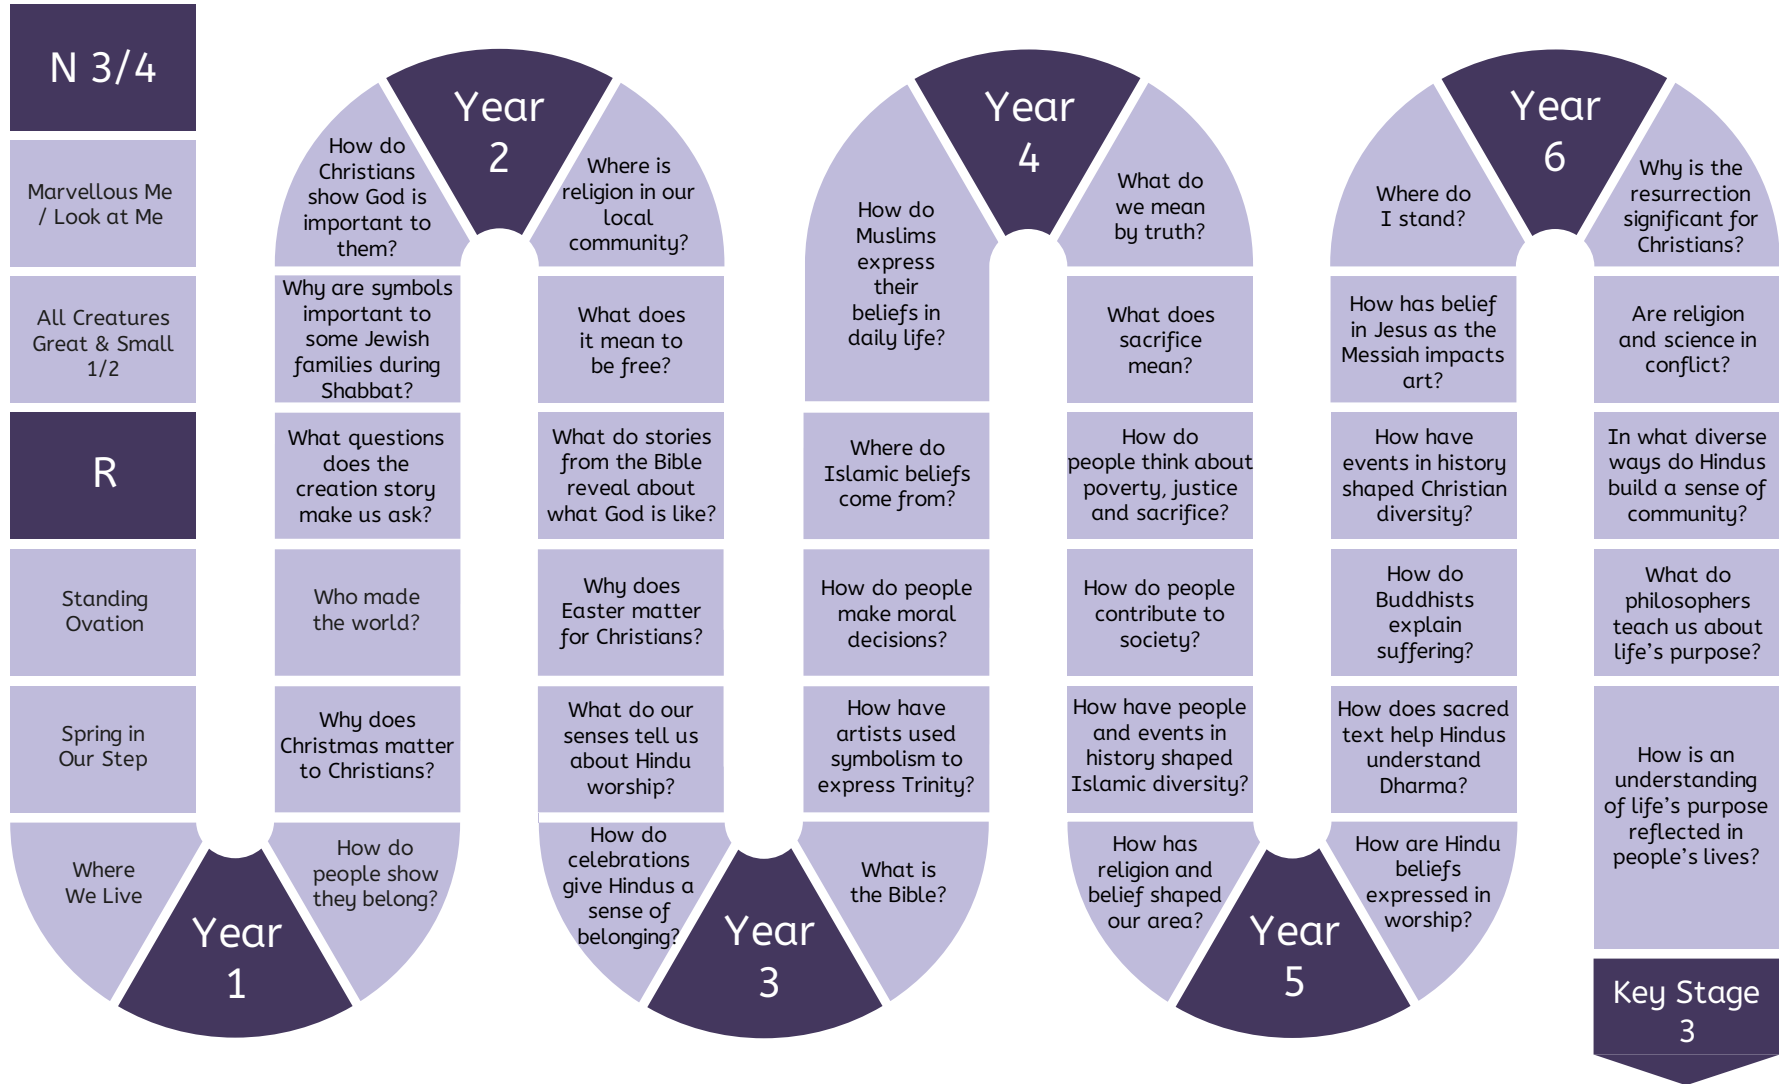 N 3/4
Marvellous Me
/ Look at Me
All Creatures
Great & Small
1/2
R
Standing
Ovation
Spring in
Our Step
Where
We Live
Year
1
How do
people show
they belong?
Why does
Christmas matter
to Christians?
Who made
the world?
What questions
does the
creation story
make us ask?
Why are symbols
important to
some Jewish
families during
Shabbat?
How do
Christians
show God is
important to
them?
Year
2
Where is
religion in our
local
community?
What does
it mean to
be free?
What do stories
from the Bible
reveal about
what God is like?
Why does
Easter matter
for Christians?
What do our
senses tell us
about Hindu
worship?
How do
celebrations
give Hindus a
sense of
belonging?
Year
3
What is
the Bible?
How have
artists used
symbolism to
express Trinity?
How do people
make moral
decisions?
Where do
Islamic beliefs
come from?
How do
Muslims
express
their
beliefs in
daily life?
Year
4
What do
we mean
by truth?
What does
sacrifice
mean?
How do
people think about
poverty, justice
and sacrifice?
How do people
contribute to
society?
How have people
and events in
history shaped
Islamic diversity?
How has
religion and
belief shaped
our area?
Year
5
How are Hindu
beliefs
expressed in
worship?
How does sacred
text help Hindus
understand
Dharma?
How do
Buddhists
explain
suffering?
How have
events in history
shaped Christian
diversity?
How has belief
in Jesus as the
Messiah impacts
art?
Where do
I stand?
Year
6
Why is the
resurrection
significant for
Christians?
Are religion
and science in
conflict?
In what diverse
ways do Hindus
build a sense of
community?
What do
philosophers
teach us about
life's purpose?
How is an
understanding
of life's purpose
reflected in
people's lives?
Key Stage
3